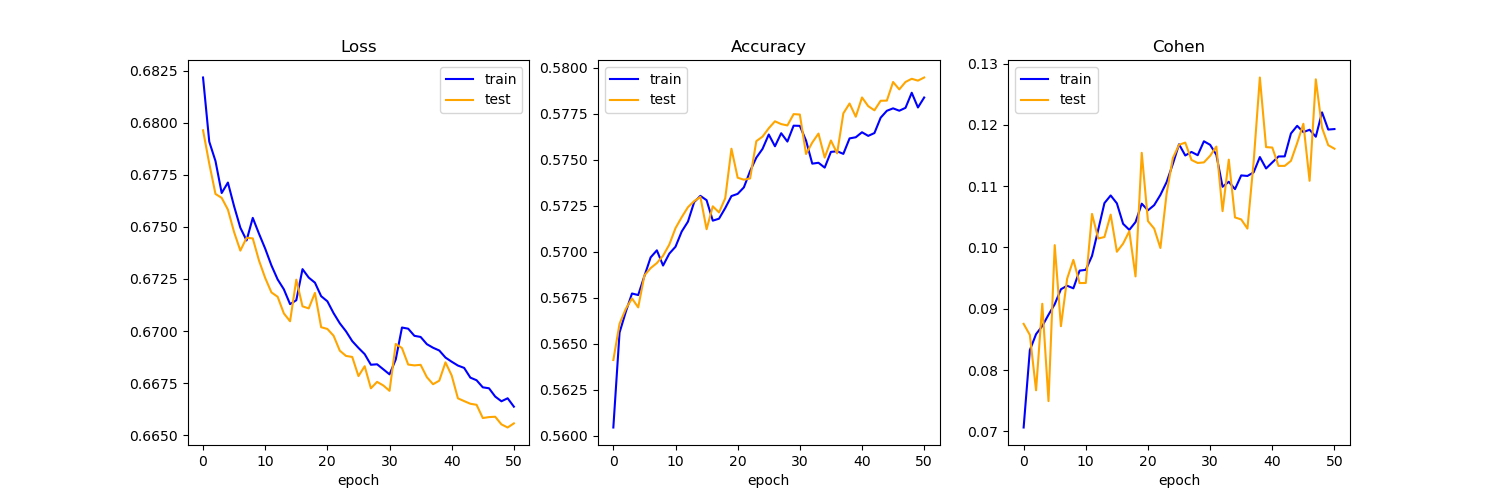 Loss
0.6825
0.6800
0.6775
0.6750
0.6725
0.6700
0.6675
0.6650
0 10 20 30 40 50
epoch
train
test
Accuracy
0.5800
0.5775
0.5750
0.5725
0.5700
0.5675
0.5650
0.5625
0.5600
0 10 20 30 40 50
epoch
train
test
Cohen
0.13
0.12
0.11
0.10
0.09
0.08
0.07
0 10 20 30 40 50
epoch
train
test